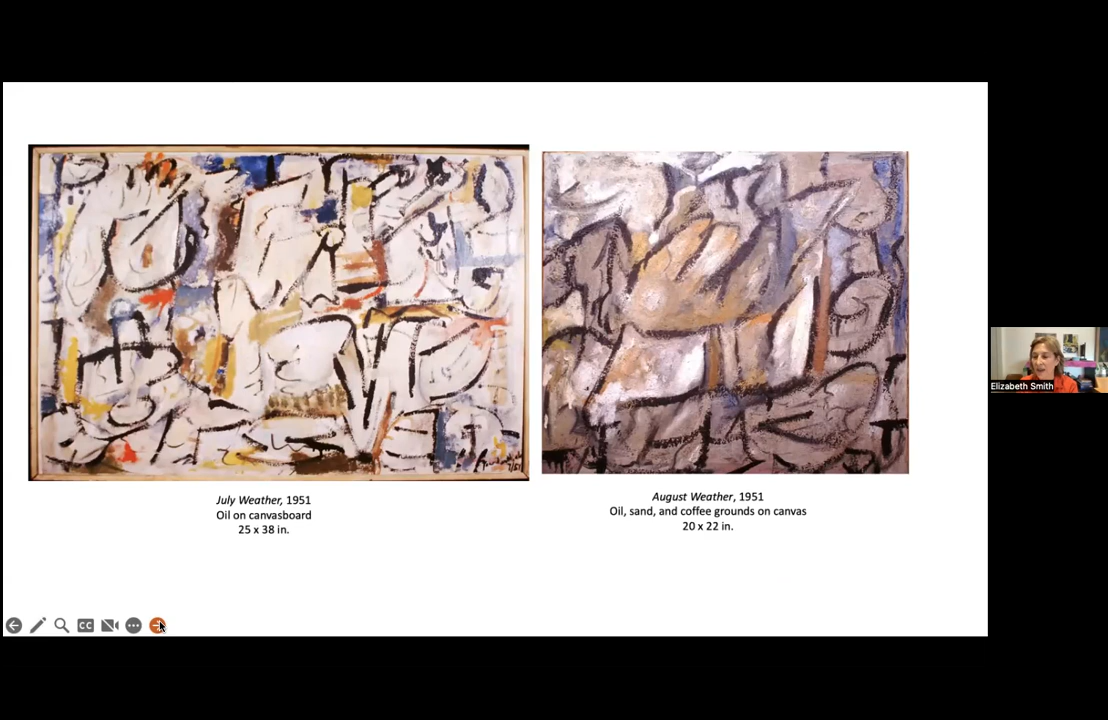 July Weather, 1951
Oil on canvasboard
25 x 38 in.
August Weather, 1951
Oil, sand, and coffee grounds on canvas
20 x 22 in.
Elizabeth Smith
CC